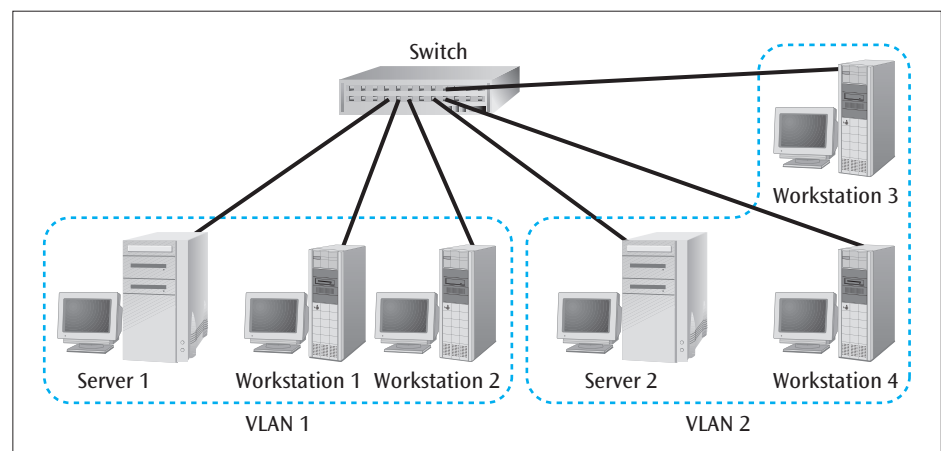 Switch
Workstation 3
Server 1
Workstation 1
Workstation 2
Server 2
Workstation 4
VLAN 1
VLAN 2